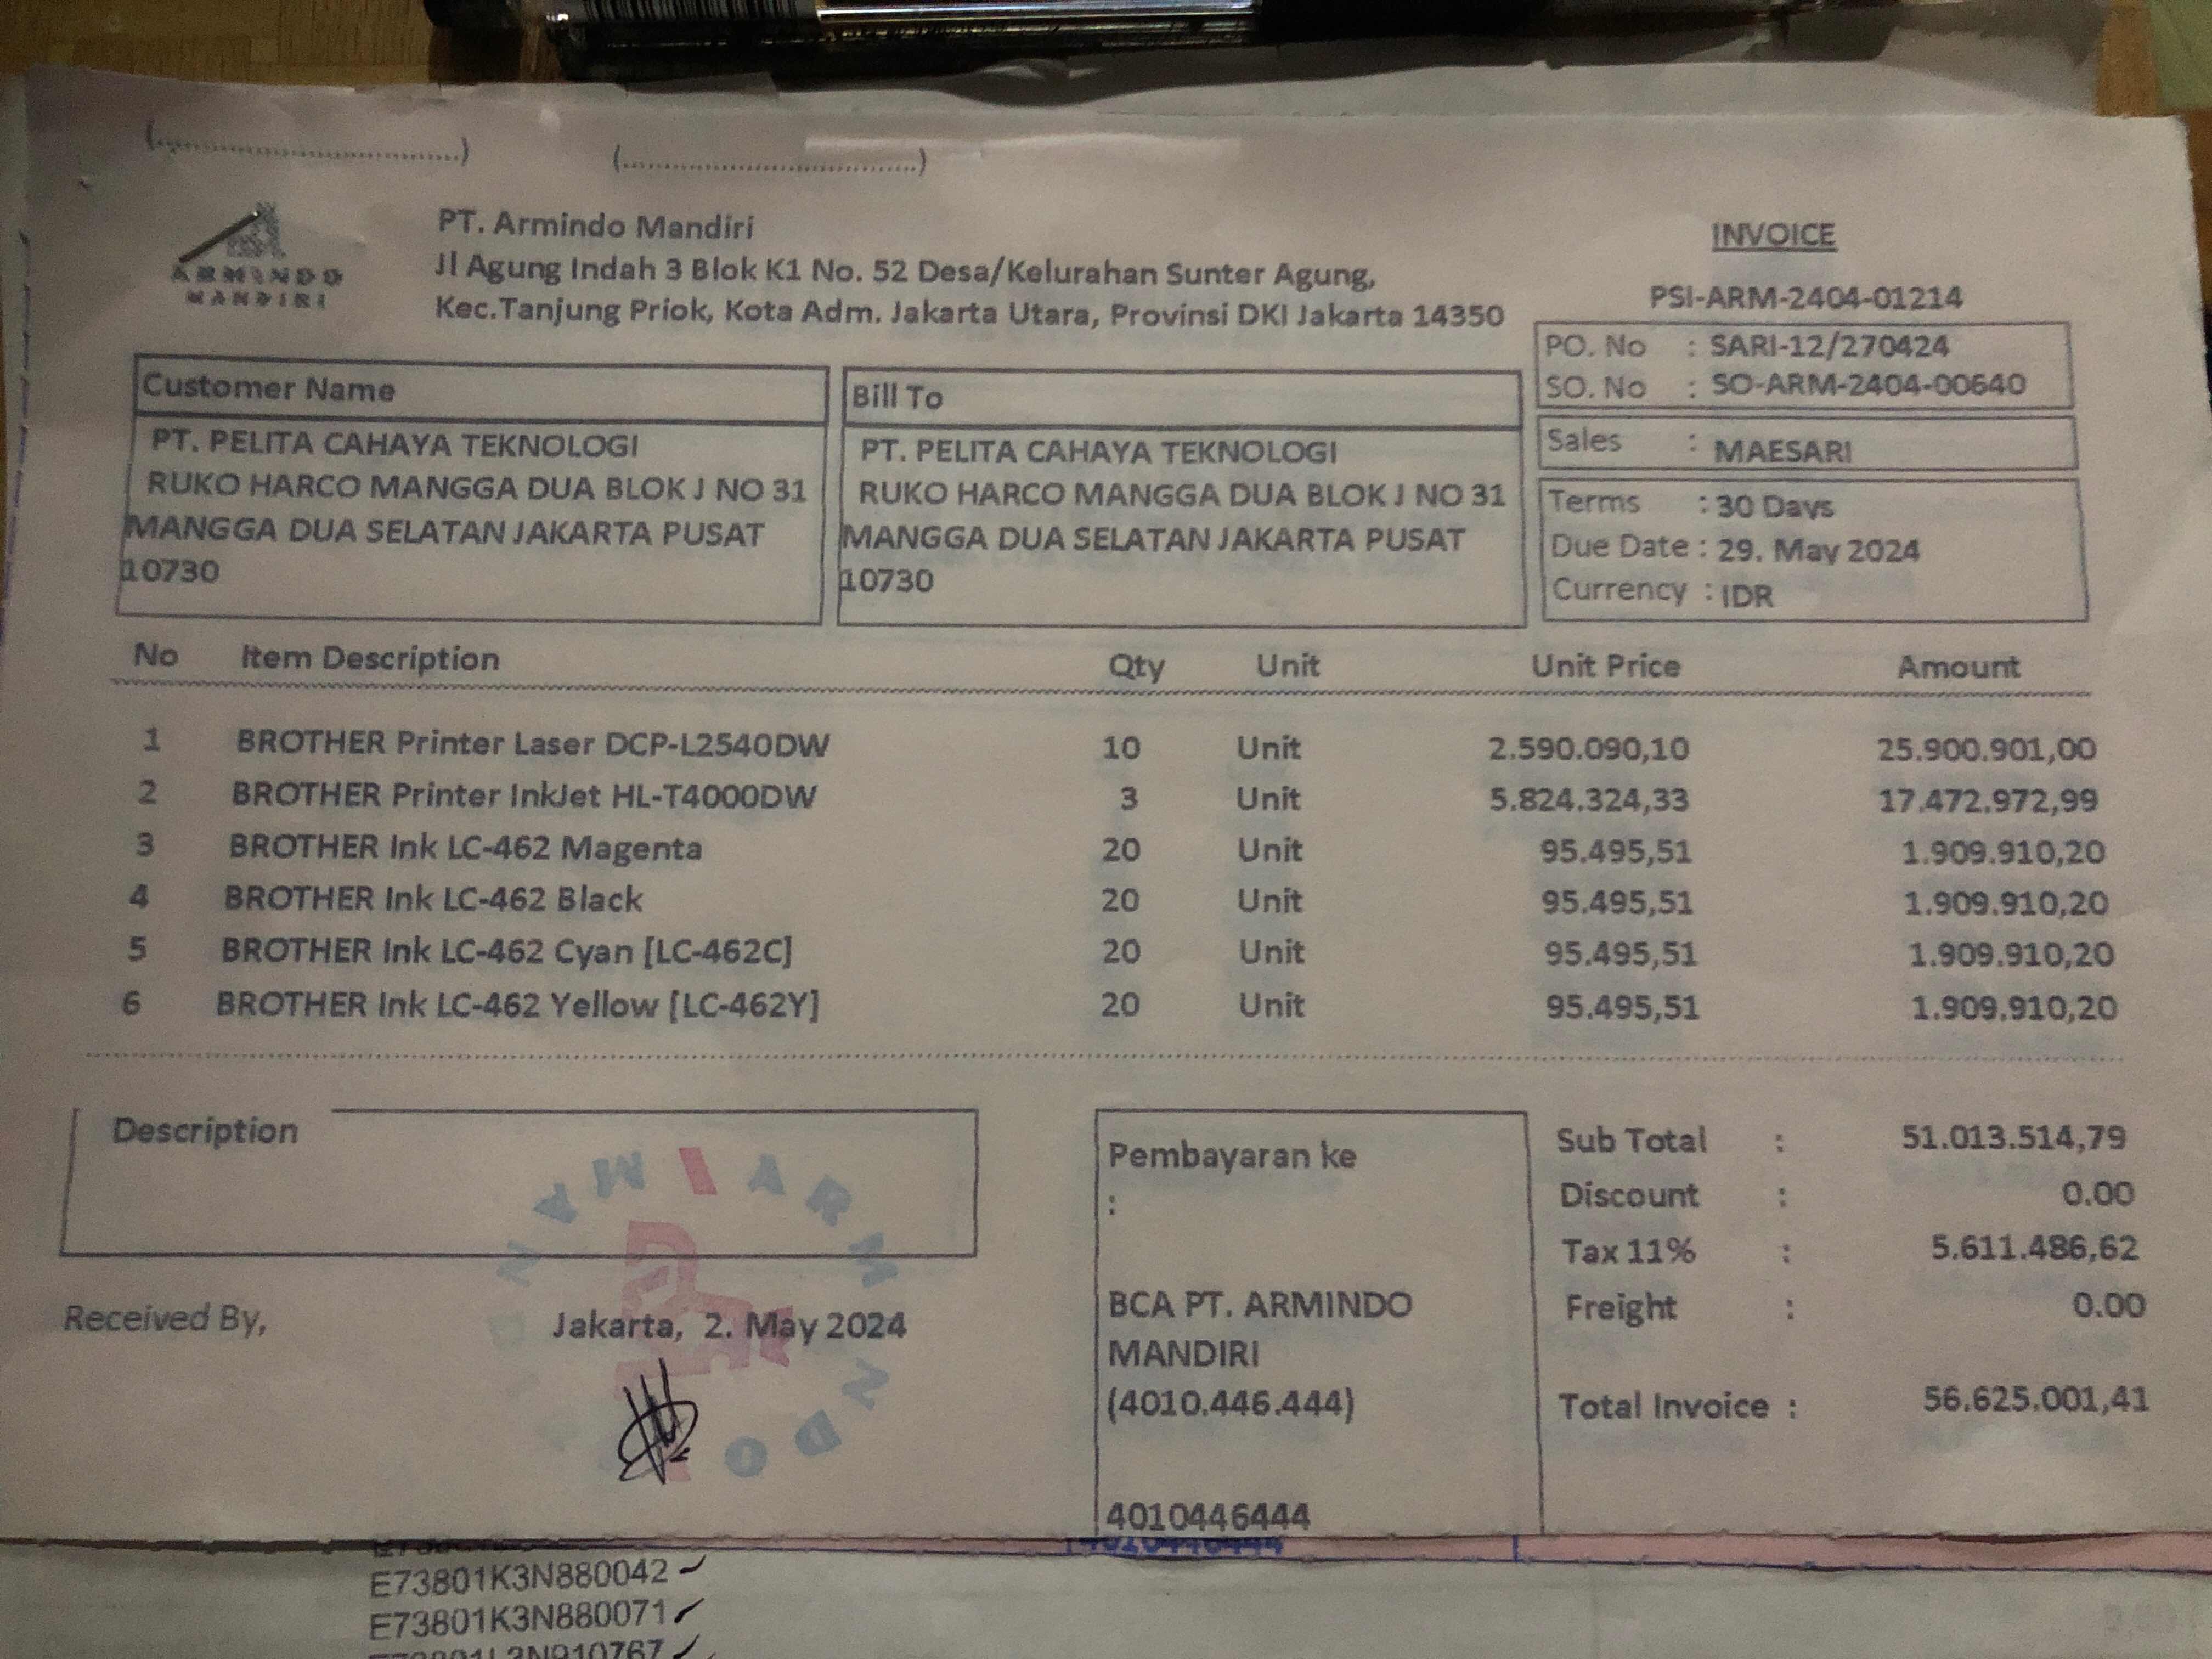 (..............................) (..............................)
ARMINDO
MANDIRI
PT. Armindo Mandiri
Jl Agung Indah 3 Blok K1 No. 52 Desa/Kelurahan Sunter Agung,
Kec.Tanjung Priok, Kota Adm. Jakarta Utara, Provinsi DKI Jakarta 14350
INVOICE
PSI-ARM-2404-01214
PO. No : SARI-12/270424
SO. No : SO-ARM-2404-00640
Sales : MAESARI
Terms : 30 Days
Due Date : 29. May 2024
Currency : IDR
Customer Name
PT. PELITA CAHAYA TEKNOLOGI
RUKO HARCO MANGGA DUA BLOK J NO 31
MANGGA DUA SELATAN JAKARTA PUSAT
10730
Bill To
PT. PELITA CAHAYA TEKNOLOGI
RUKO HARCO MANGGA DUA BLOK J NO 31
MANGGA DUA SELATAN JAKARTA PUSAT
10730
No Item Description Qty Unit Unit Price Amount
1 BROTHER Printer Laser DCP-L2540DW 10 Unit 2.590.090,10 25.900.901,00
2 BROTHER Printer InkJet HL-T4000DW 3 Unit 5.824.324,33 17.472.972,99
3 BROTHER Ink LC-462 Magenta 20 Unit 95.495,51 1.909.910,20
4 BROTHER Ink LC-462 Black 20 Unit 95.495,51 1.909.910,20
5 BROTHER Ink LC-462 Cyan [LC-462C] 20 Unit 95.495,51 1.909.910,20
6 BROTHER Ink LC-462 Yellow [LC-462Y] 20 Unit 95.495,51 1.909.910,20
Description
Received By,
Jakarta, 2. May 2024
Pembayaran ke
:
BCA PT. ARMINDO
MANDIRI
(4010.446.444)
4010446444
Sub Total : 51.013.514,79
Discount : 0.00
Tax 11% : 5.611.486,62
Freight : 0.00
Total Invoice : 56.625.001,41
4010446444
E73801K3N880042
E73801K3N880071